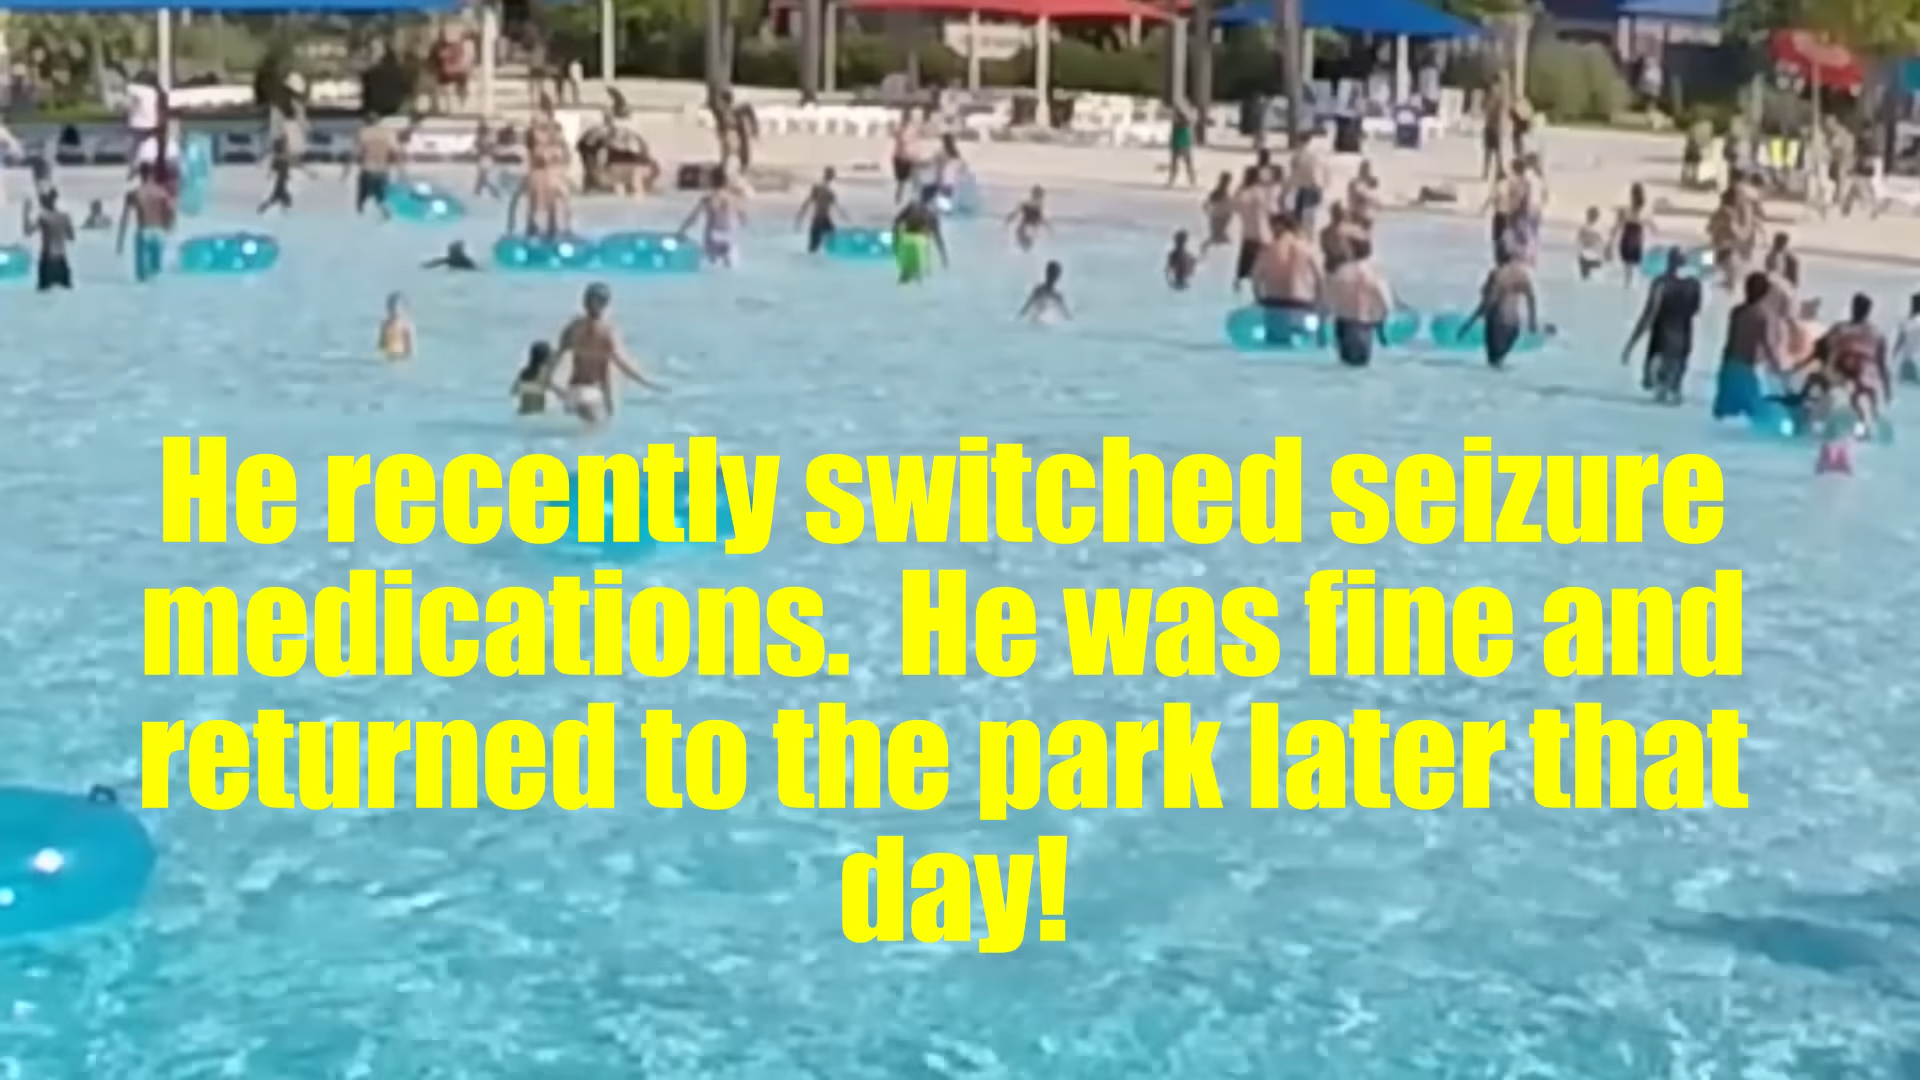 He recently switched seizure
medications.  He was fine and
returned to the park later that
day!